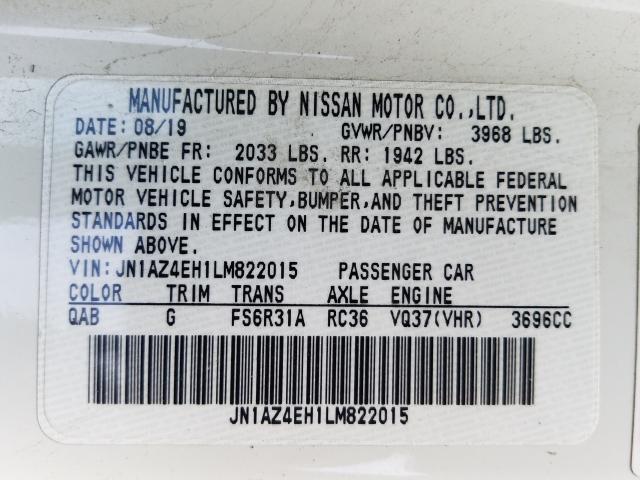 MANUFACTURED BY NISSAN MOTOR CO.,LTD.
DATE: 08/19 GVWR/PNBV: 3968 LBS.
GAWR/PNBE FR: 2033 LBS. RR: 1942 LBS.
THIS VEHICLE CONFORMS TO ALL APPLICABLE FEDERAL
MOTOR VEHICLE SAFETY,BUMPER,AND THEFT PREVENTION
STANDARDS IN EFFECT ON THE DATE OF MANUFACTURE
SHOWN ABOVE.
VIN:JN1AZ4EH1LM822015 PASSENGER CAR
COLOR TRIM TRANS AXLE ENGINE
QAB G FS6R31A RC36 VQ37(VHR) 3696CC
JN1AZ4EH1LM822015